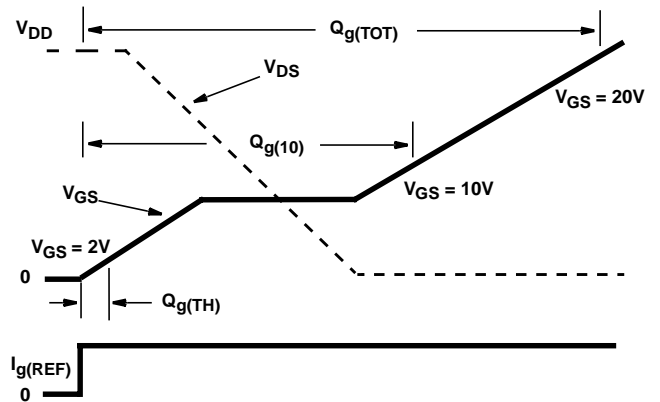 V_DD
Q_g(TOT)
V_DS
V_GS = 20V
Q_g(10)
V_GS
V_GS = 10V
V_GS = 2V
0
Q_g(TH)
I_g(REF)
0